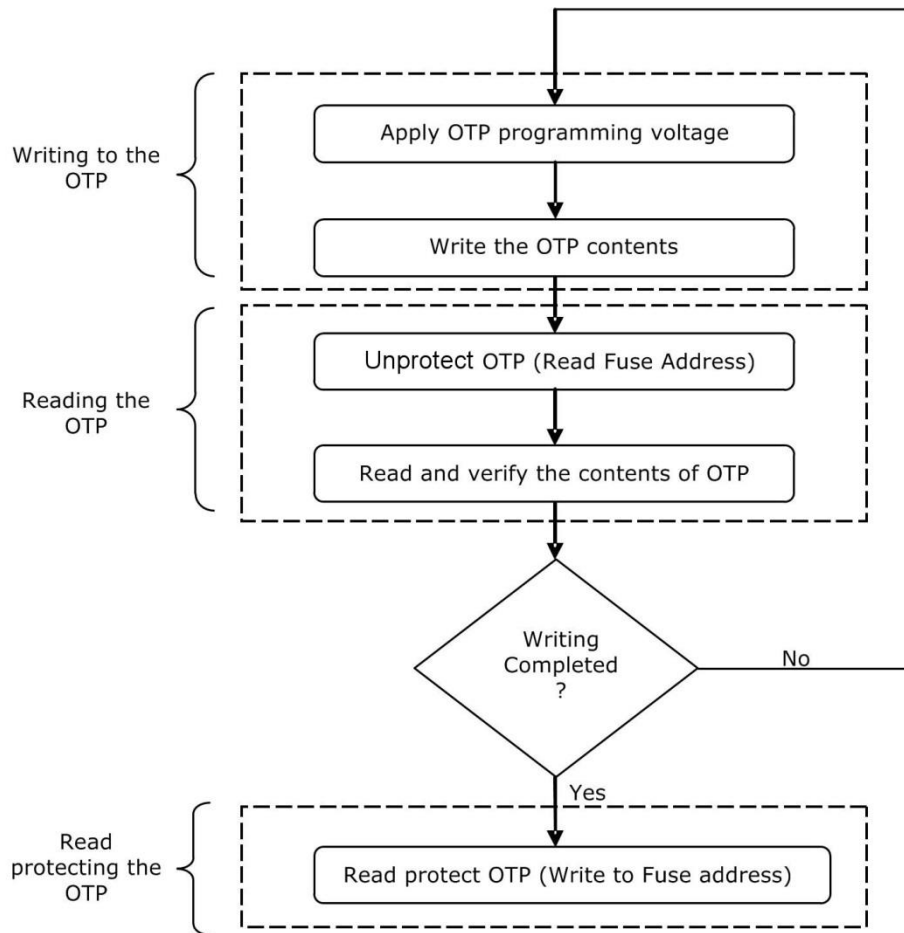 Writing to the
OTP
Apply OTP programming voltage
Write the OTP contents
Reading the
OTP
Unprotect OTP (Read Fuse Address)
Read and verify the contents of OTP
Writing
Completed
?
No
Yes
Read
protecting the
OTP
Read protect OTP (Write to Fuse address)